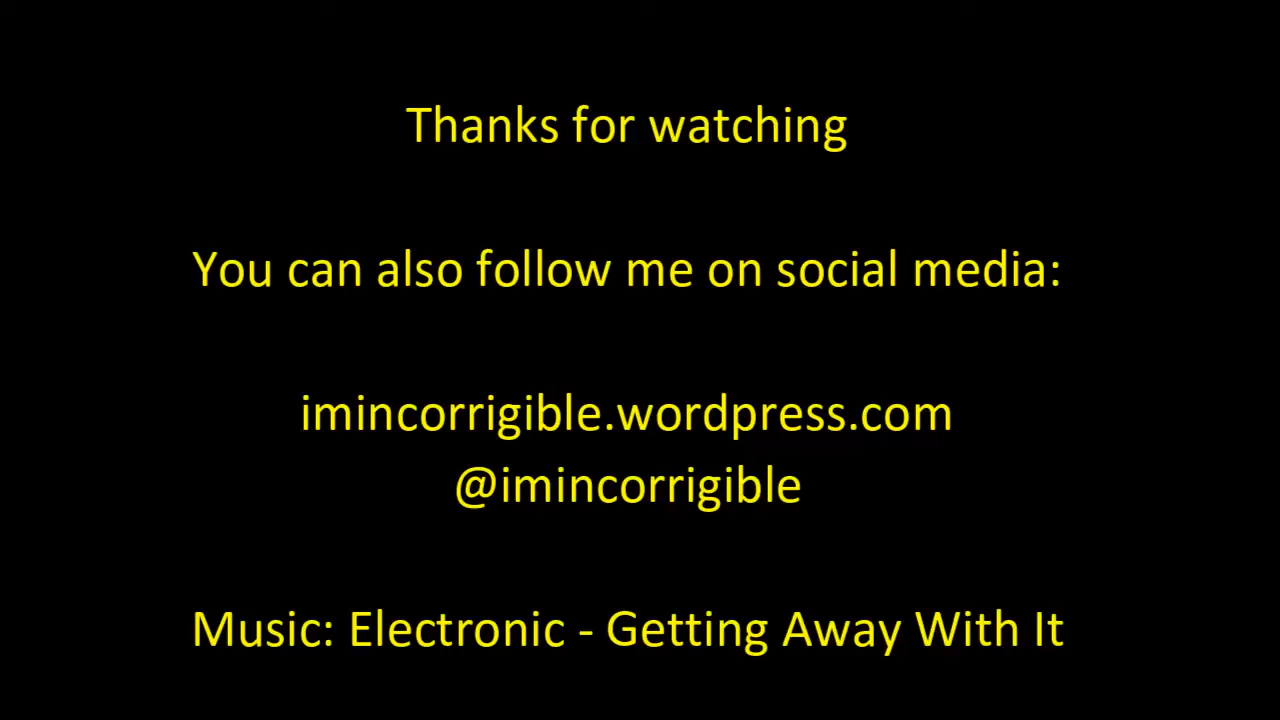 Thanks for watching
You can also follow me on social media:
imincorrigible.wordpress.com
@imincorrigible
Music: Electronic - Getting Away With It